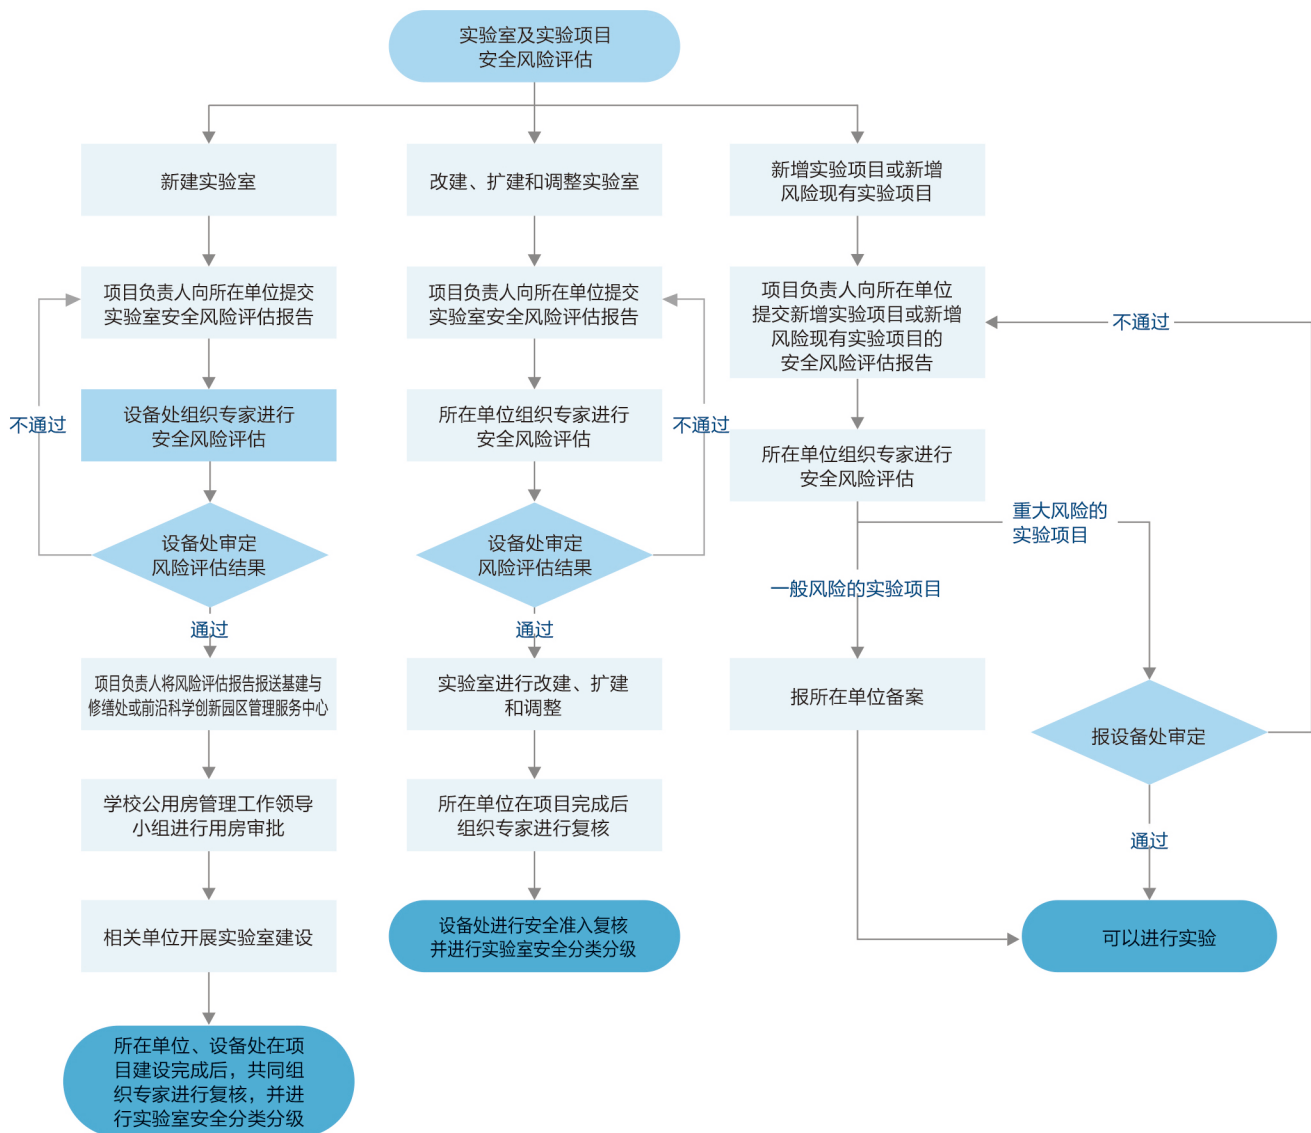 实验室及实验项目
安全风险评估
新建实验室
改建、扩建和调整实验室
新增实验项目或新增
风险现有实验项目
项目负责人向所在单位提交
实验室安全风险评估报告
项目负责人向所在单位提交
实验室安全风险评估报告
项目负责人向所在单位
提交新增实验项目或新增
风险现有实验项目的
安全风险评估报告
不通过
不通过
设备处组织专家进行
安全风险评估
不通过
所在单位组织专家进行
安全风险评估
所在单位组织专家进行
安全风险评估
设备处审定
风险评估结果
设备处审定
风险评估结果
重大风险的
实验项目
一般风险的实验项目
通过
通过
项目负责人将风险评估报告报送基建与
修缮处或前沿科学创新园区管理服务中心
实验室进行改建、扩建
和调整
报所在单位备案
报设备处审定
学校公用房管理工作领导
小组进行用房审批
所在单位在项目完成后
组织专家进行复核
通过
相关单位开展实验室建设
设备处进行安全准入复核
并进行实验室安全分类分级
可以进行实验
所在单位、设备处在项
目建设完成后，共同组
织专家进行复核，并进
行实验室安全分类分级